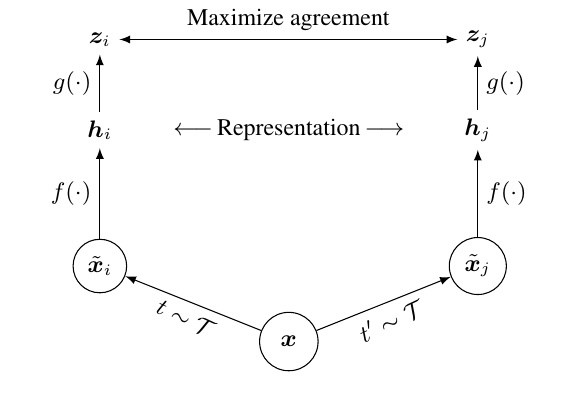 Maximize agreement
z_i z_j
g(·) g(·)
h_i ⟵ Representation ⟶ h_j
f(·) f(·)
x̃_i x̃_j
t ∼ 𝒯 t′ ∼ 𝒯
x